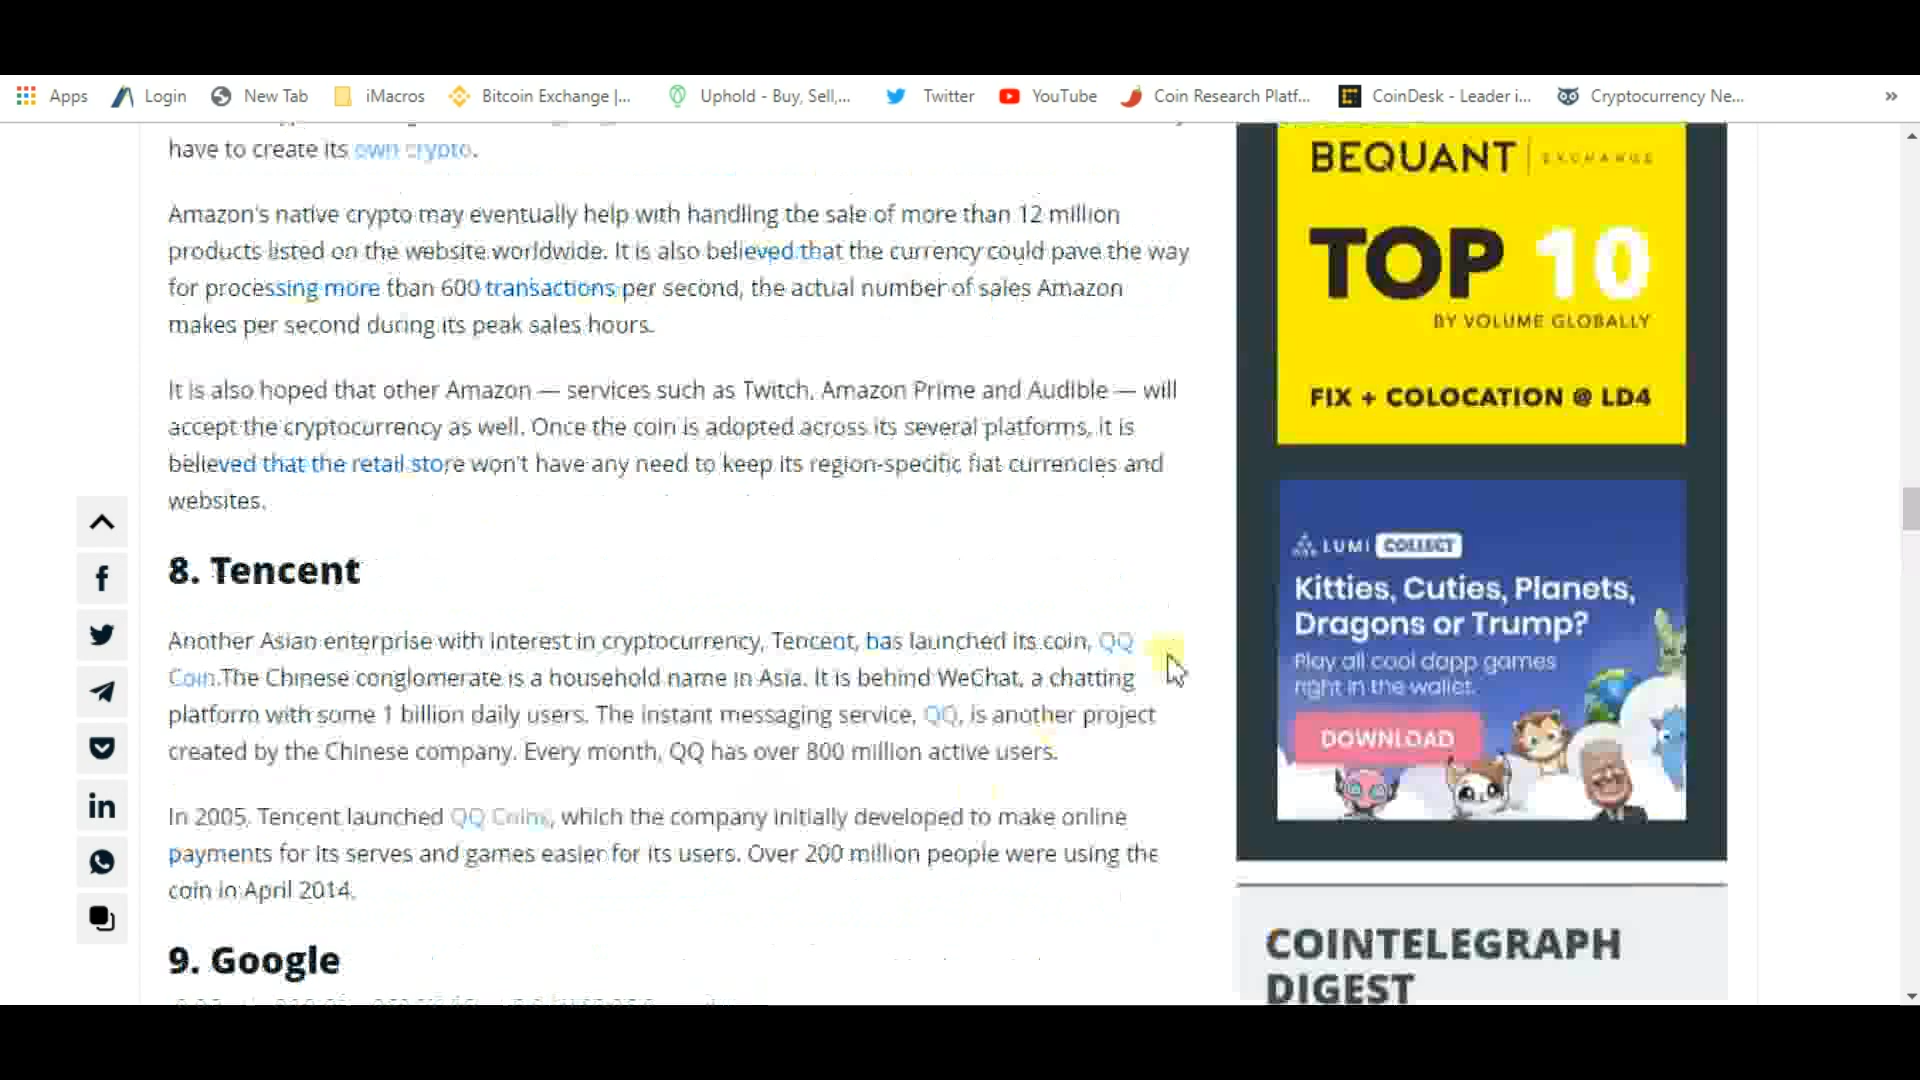 Apps
Login
New Tab
iMacros
Bitcoin Exchange |...
Uphold - Buy, Sell,...
Twitter
YouTube
Coin Research Platf...
CoinDesk - Leader i...
Cryptocurrency Ne...
»
have to create its own crypto.
Amazon's native crypto may eventually help with handling the sale of more than 12 million
products listed on the website worldwide. It is also believed that the currency could pave the way
for processing more than 600 transactions per second, the actual number of sales Amazon
makes per second during its peak sales hours.
It is also hoped that other Amazon — services such as Twitch, Amazon Prime and Audible — will
accept the cryptocurrency as well. Once the coin is adopted across its several platforms, it is
believed that the retail store won't have any need to keep its region-specific fiat currencies and
websites.
8. Tencent
Another Asian enterprise with interest in cryptocurrency, Tencent, has launched its coin, QQ
Coin.The Chinese conglomerate is a household name in Asia. It is behind WeChat, a chatting
platform with some 1 billion daily users. The instant messaging service, QQ, is another project
created by the Chinese company. Every month, QQ has over 800 million active users.
In 2005, Tencent launched QQ Coins, which the company initially developed to make online
payments for its serves and games easier for its users. Over 200 million people were using the
coin in April 2014.
9. Google
BEQUANT | EXCHANGE
TOP 10
BY VOLUME GLOBALLY
FIX + COLOCATION @ LD4
LUMI COLLECT
Kitties, Cuties, Planets,
Dragons or Trump?
Play all cool dapp games
right in the wallet.
DOWNLOAD
COINTELEGRAPH
DIGEST